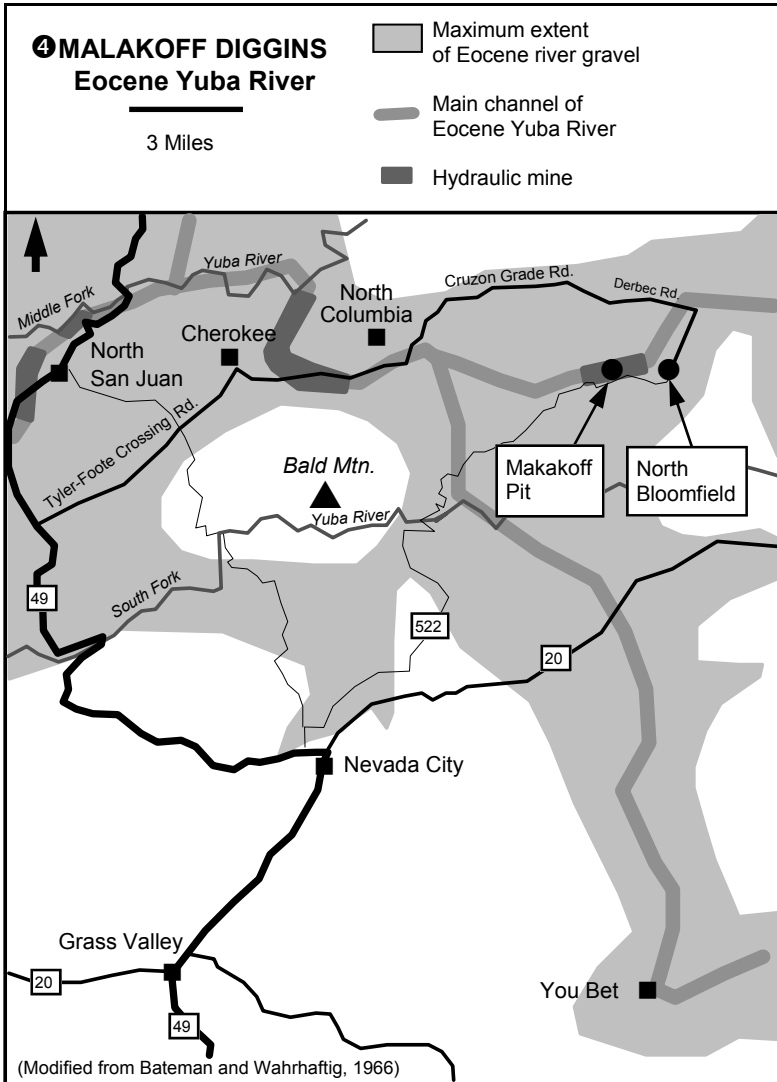 ❹MALAKOFF DIGGINS
Eocene Yuba River
3 Miles
Maximum extent
of Eocene river gravel
Main channel of
Eocene Yuba River
Hydraulic mine
Yuba River
Middle Fork
North
Columbia
Cruzon Grade Rd.
Derbec Rd.
Cherokee
North
San Juan
Tyler-Foote Crossing Rd.
Bald Mtn.
Makakoff
Pit
North
Bloomfield
Yuba River
South Fork
49
522
20
Nevada City
Grass Valley
20
49
You Bet
(Modified from Bateman and Wahrhaftig, 1966)